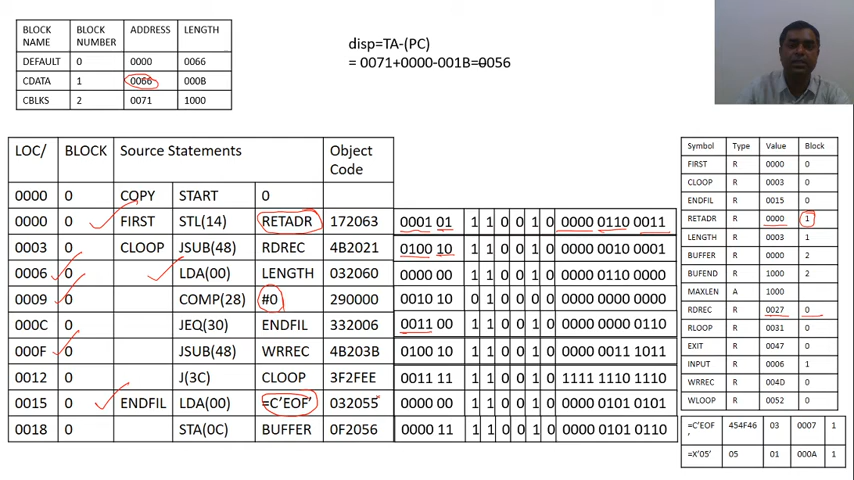 BLOCK NAME BLOCK NUMBER ADDRESS LENGTH
DEFAULT 0 0000 0066
CDATA 1 0066 000B
CBLKS 2 0071 1000
disp=TA-(PC)
= 0071+0000-001B=0056
LOC/ BLOCK Source Statements Object Code
0000 0 COPY START 0
0000 0 FIRST STL(14) RETADR 172063 0001 01 1 1 0 0 1 0 0000 0110 0011
0003 0 CLOOP JSUB(48) RDREC 4B2021 0100 10 1 1 0 0 1 0 0000 0010 0001
0006 0 LDA(00) LENGTH 032060 0000 00 1 1 0 0 1 0 0000 0110 0000
0009 0 COMP(28) #0 290000 0010 10 0 1 0 0 0 0 0000 0000 0000
000C 0 JEQ(30) ENDFIL 332006 0011 00 1 1 0 0 1 0 0000 0000 0110
000F 0 JSUB(48) WRREC 4B203B 0100 10 1 1 0 0 1 0 0000 0011 1011
0012 0 J(3C) CLOOP 3F2FEE 0011 11 1 1 0 0 1 0 1111 1110 1110
0015 0 ENDFIL LDA(00) =C'EOF' 032055 0000 00 1 1 0 0 1 0 0000 0101 0101
0018 0 STA(0C) BUFFER 0F2056 0000 11 1 1 0 0 1 0 0000 0101 0110
Symbol Type Value Block
FIRST R 0000 0
CLOOP R 0003 0
ENDFIL R 0015 0
RETADR R 0000 1
LENGTH R 0003 1
BUFFER R 0000 2
BUFEND R 1000 2
MAXLEN A 1000
RDREC R 0027 0
RLOOP R 0031 0
EXIT R 0047 0
INPUT R 0006 1
WRREC R 004D 0
WLOOP R 0052 0
=C'EOF' 454F46 03 0007 1
=X'05' 05 01 000A 1